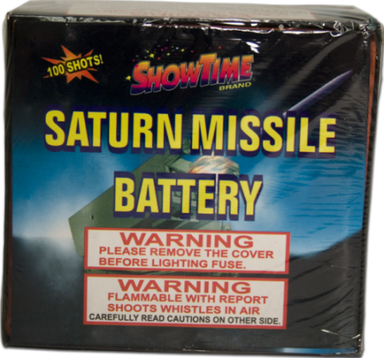 100 SHOTS!
SHOWTIME
BRAND
SATURN MISSILE
BATTERY
WARNING
PLEASE REMOVE THE COVER
BEFORE LIGHTING FUSE.
WARNING
FLAMMABLE WITH REPORT
SHOOTS WHISTLES IN AIR
CAREFULLY READ CAUTIONS ON OTHER SIDE.